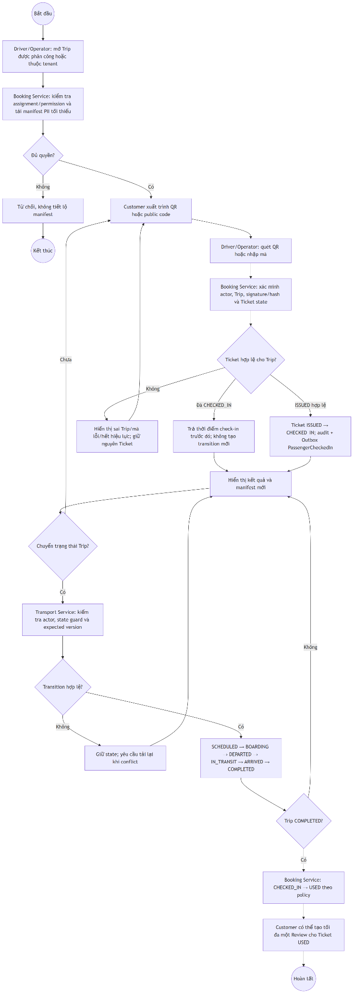 Bắt đầu
Driver/Operator: mở Trip
được phân công hoặc
thuộc tenant
Booking Service: kiểm tra
assignment/permission và
tải manifest PII tối thiểu
Đủ quyền?
Không
Có
Từ chối, không tiết lộ
manifest
Customer xuất trình QR
hoặc public code
Kết thúc
Driver/Operator: quét QR
hoặc nhập mã
Booking Service: xác minh
actor, Trip, signature/hash
và Ticket state
Chưa
Ticket hợp lệ cho Trip?
Không
Đã CHECKED_IN
ISSUED hợp lệ
Hiển thị sai Trip/mã
lỗi/hết hiệu lực; giữ
nguyên Ticket
Trả thời điểm check-in
trước đó; không tạo
transition mới
Ticket ISSUED →
CHECKED_IN; audit +
Outbox
PassengerCheckedIn
Hiển thị kết quả và
manifest mới
Chuyển trạng thái Trip?
Có
Transport Service: kiểm
tra actor, state guard và
expected version
Không
Transition hợp lệ?
Không
Có
Giữ state; yêu cầu tải lại
khi conflict
SCHEDULED → BOARDING
→ DEPARTED →
IN_TRANSIT → ARRIVED →
COMPLETED
Trip COMPLETED?
Có
Booking Service:
CHECKED_IN → USED theo
policy
Customer có thể tạo tối
đa một Review cho Ticket
USED
Hoàn tất